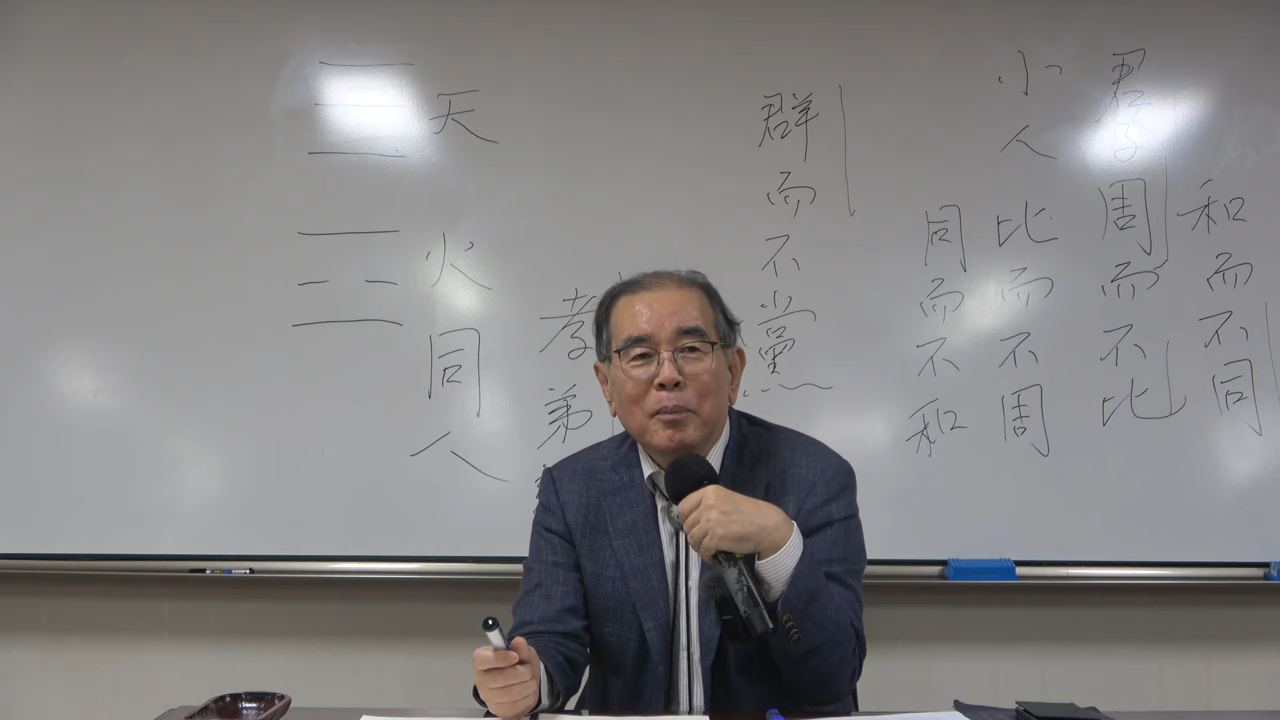 和而不同
君子周而不比
小人比而不周
同而不和
群而不黨
孝弟
天火同人